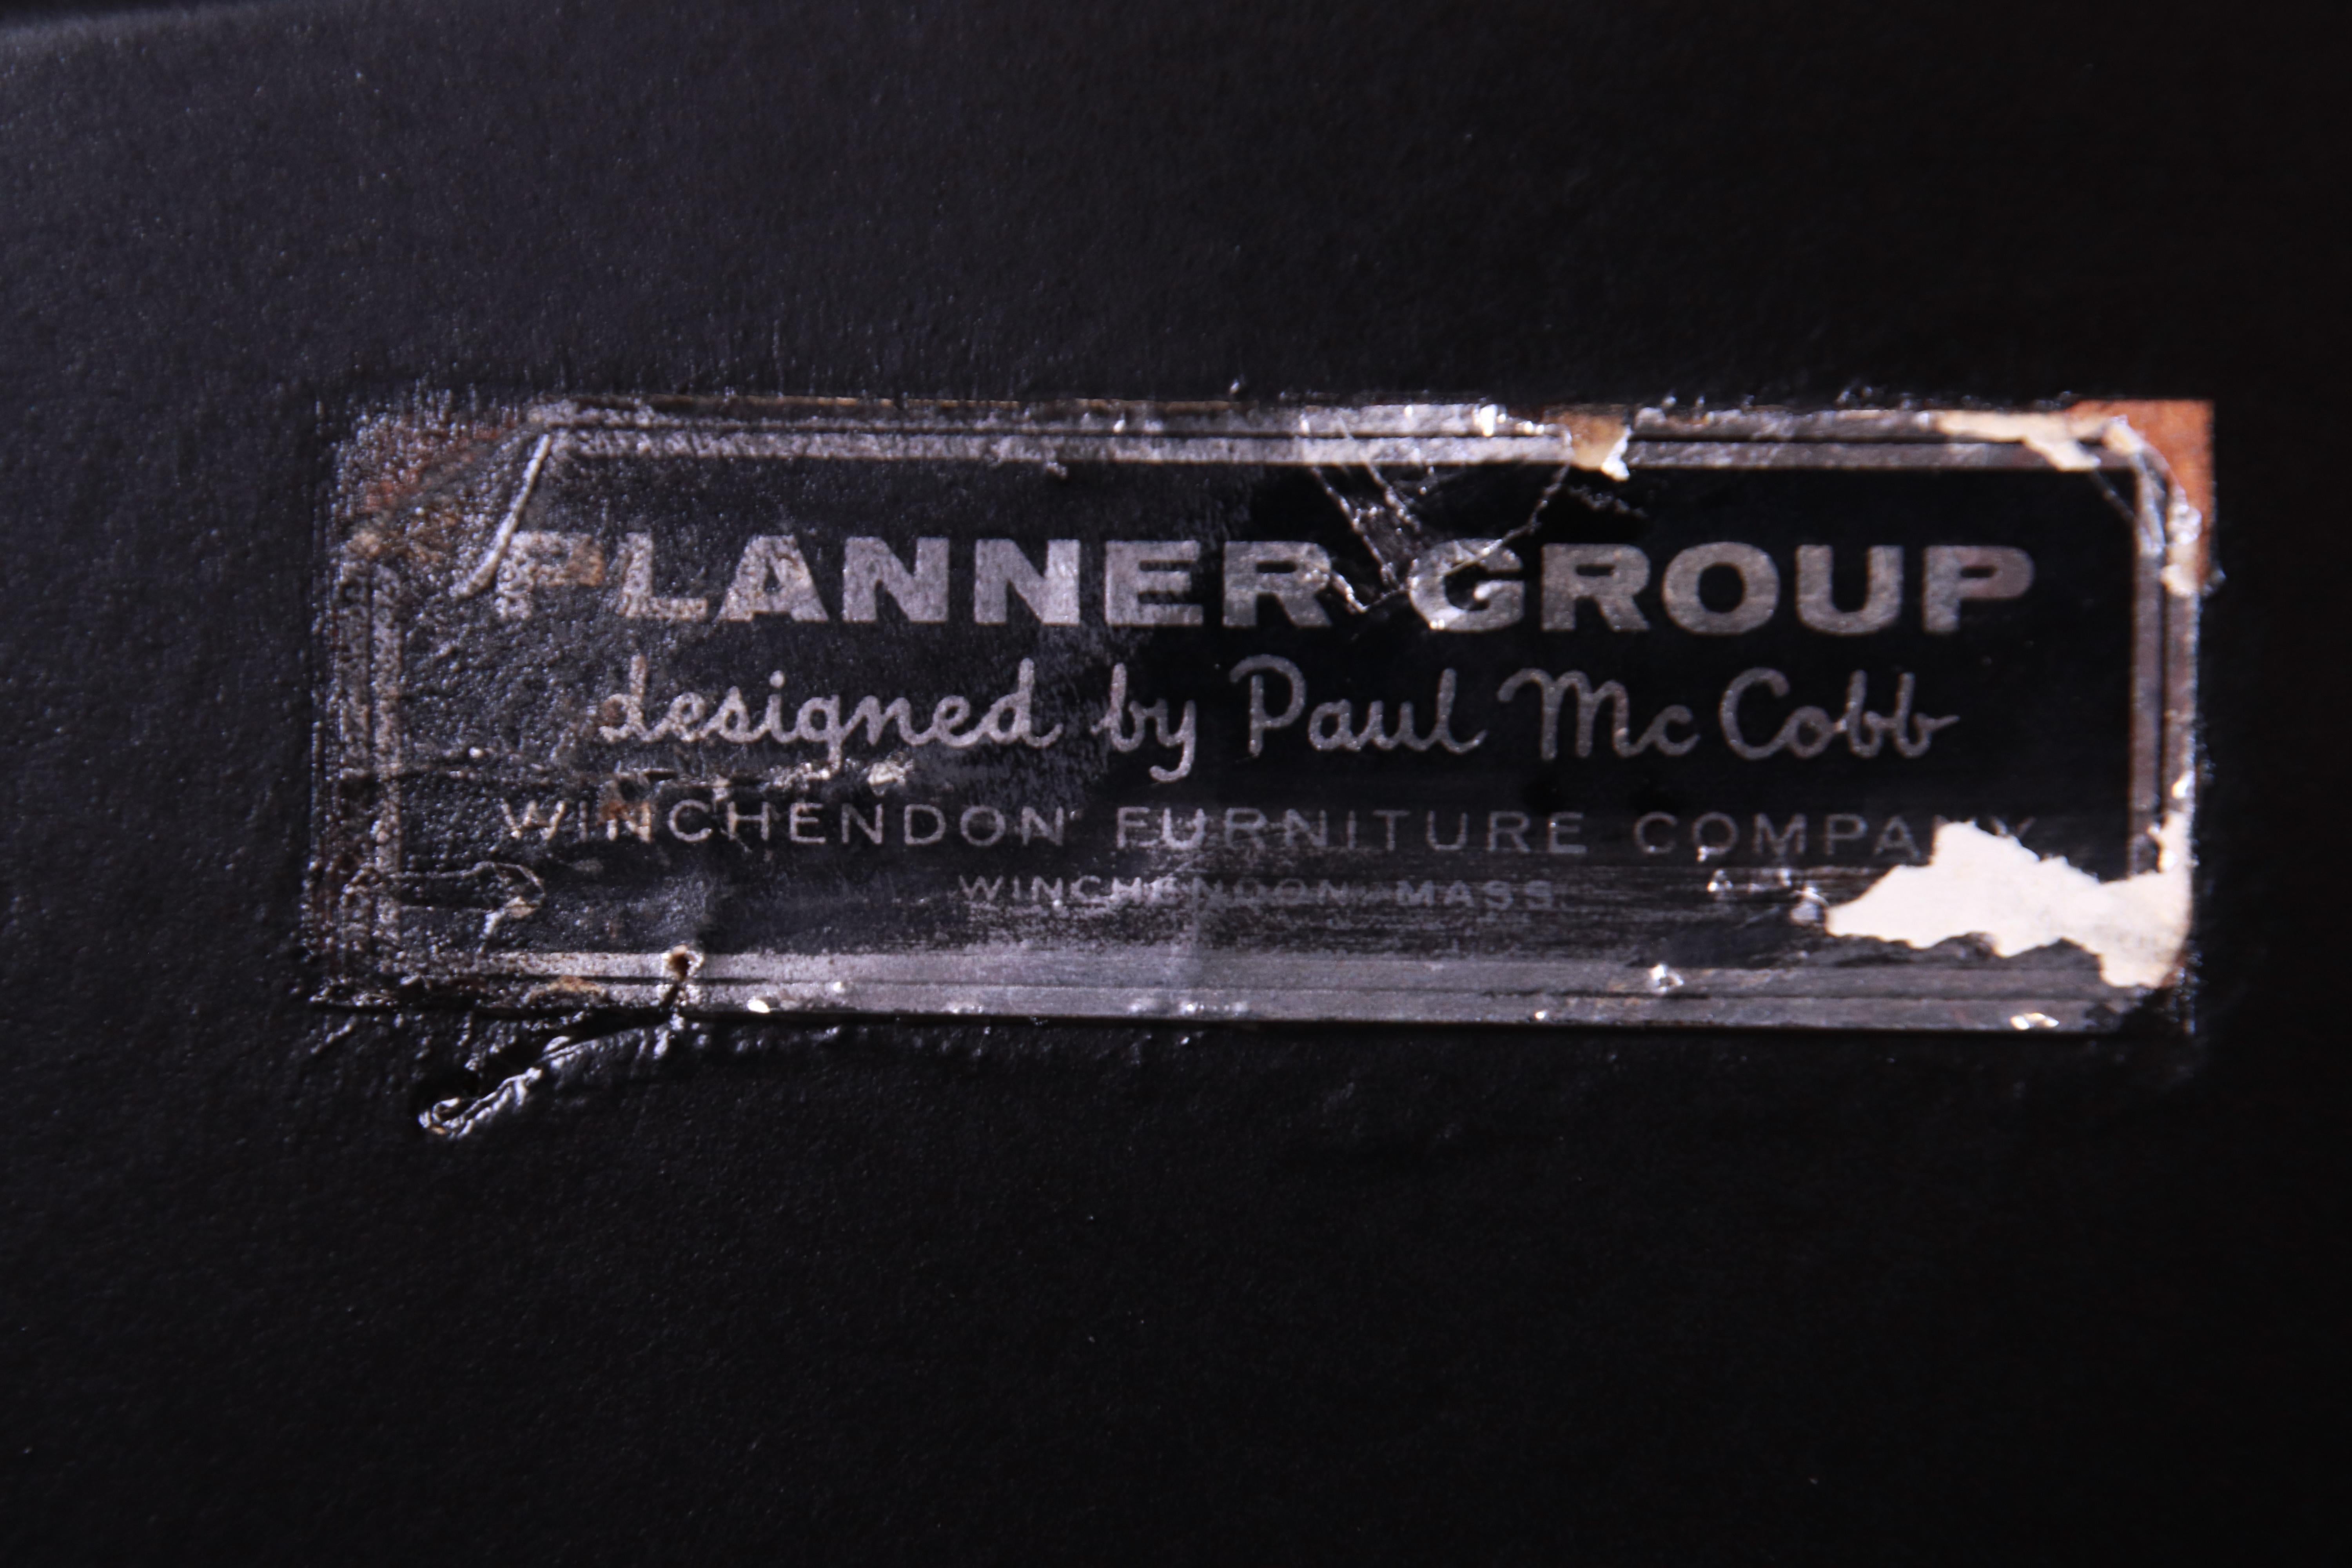 PLANNER GROUP
designed by Paul McCobb
WINCHENDON FURNITURE COMPANY
WINCHENDON MASS.